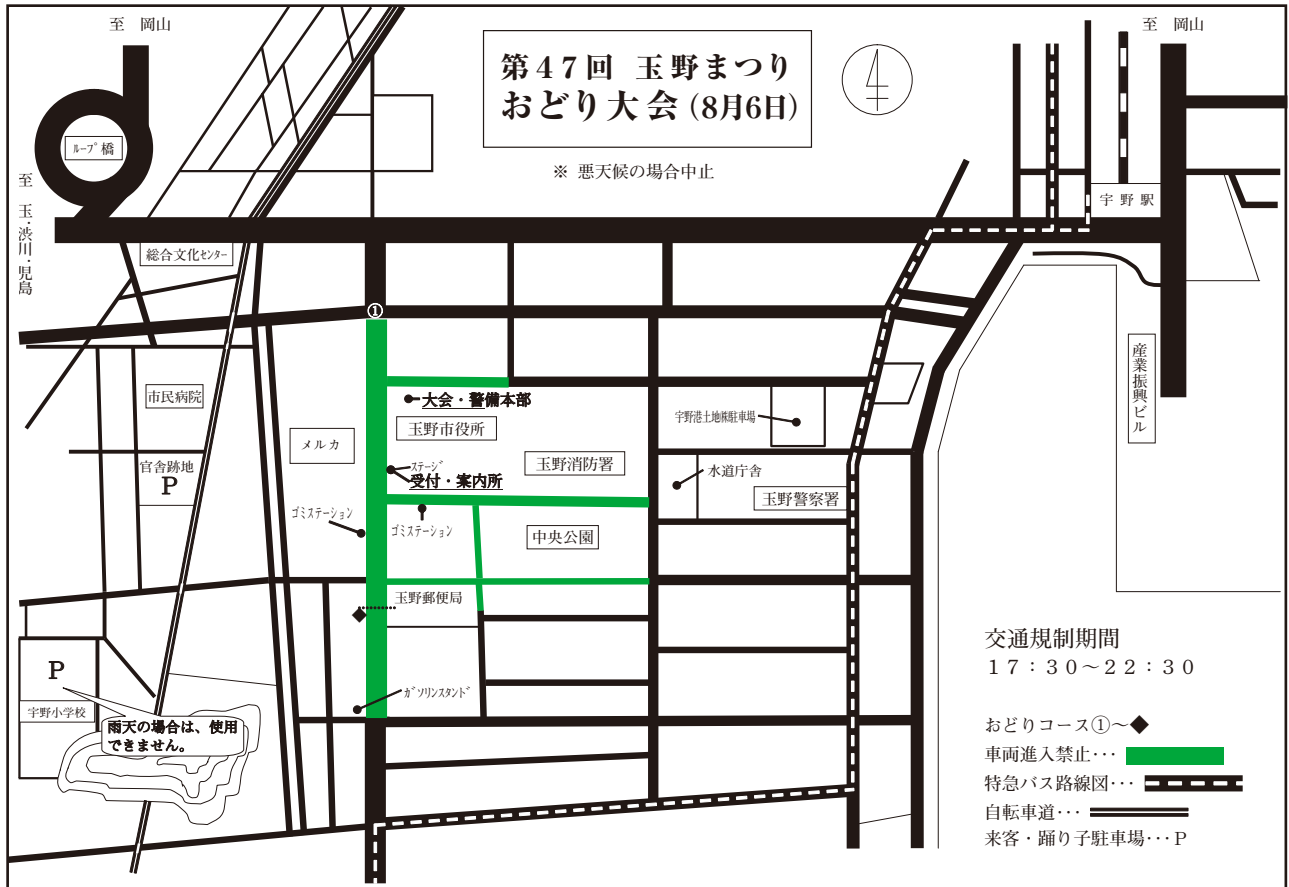 至　岡山
至　岡山
第４７回 玉野まつり
おどり大会（8月6日）
※ 悪天候の場合中止
ﾙｰﾌﾟ橋
至　玉・渋川・児島
宇野駅
総合文化ｾﾝﾀｰ
①
産業振興ビル
市民病院
大会・警備本部
玉野市役所
宇野港土地㈱駐車場
メルカ
ｽﾃｰｼﾞ
受付・案内所
玉野消防署
水道庁舎
玉野警察署
官舎跡地
P
ゴミステーション
ゴミステーション
中央公園
玉野郵便局
ｶﾞｿﾘﾝｽﾀﾝﾄﾞ
P
宇野小学校
雨天の場合は、使用
できません。
交通規制期間
１７：３０～２２：３０
おどりコース①～◆
車両進入禁止･･･
特急バス路線図･･･
自転車道･･･
来客・踊り子駐車場･･･P